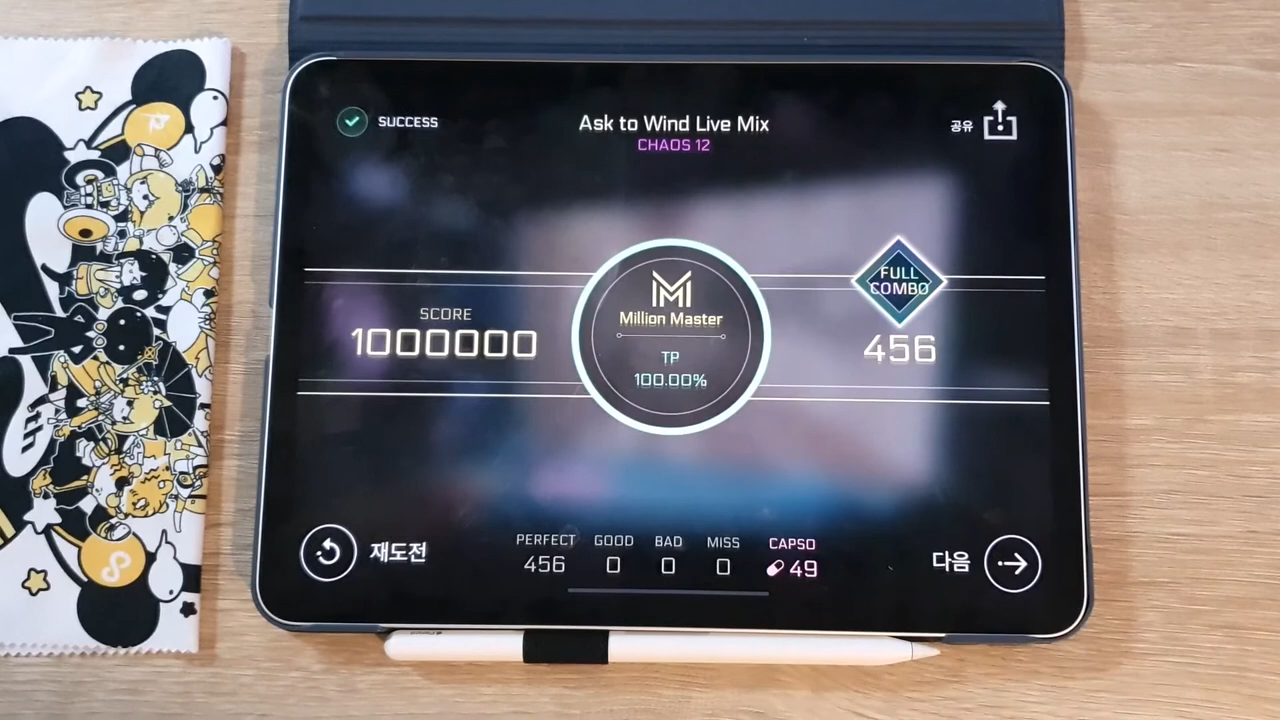 SUCCESS
Ask to Wind Live Mix
CHAOS 12
공유
SCORE
1000000
Million Master
TP
100.00%
FULL
COMBO
456
재도전
PERFECT
456
GOOD
0
BAD
0
MISS
0
CAPSO
49
다음